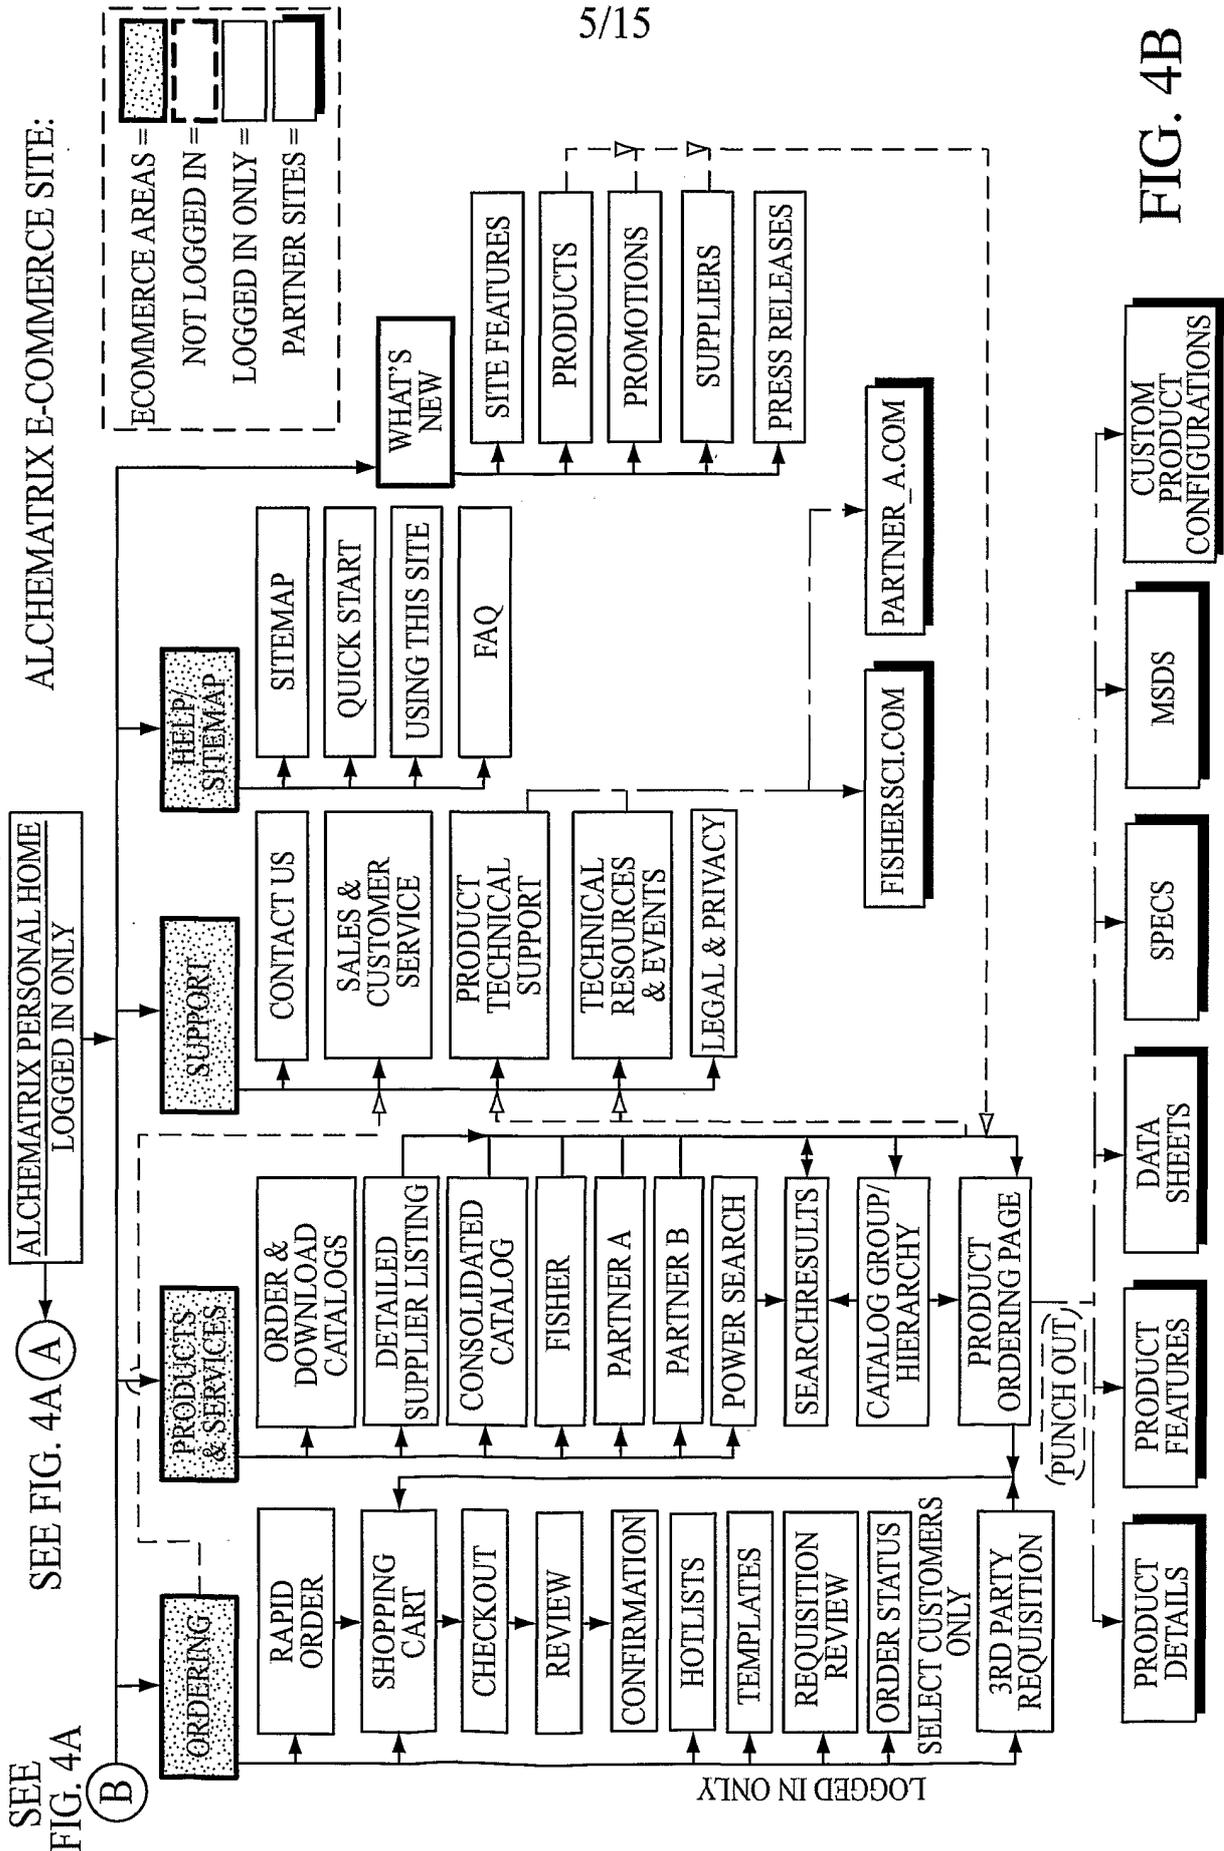 5/15
ALCHEMATRIX E-COMMERCE SITE:
ECOMMERCE AREAS =
NOT LOGGED IN =
LOGGED IN ONLY =
PARTNER SITES =
SEE
FIG. 4A
B
SEE FIG. 4A
A
ALCHEMATRIX PERSONAL HOME
LOGGED IN ONLY
ORDERING
RAPID
ORDER
SHOPPING
CART
CHECKOUT
REVIEW
CONFIRMATION
HOTLISTS
TEMPLATES
REQUISITION
REVIEW
ORDER STATUS
SELECT CUSTOMERS
ONLY
3RD PARTY
REQUISITION
LOGGED IN ONLY
PRODUCTS
& SERVICES
ORDER &
DOWNLOAD
CATALOGS
DETAILED
SUPPLIER LISTING
CONSOLIDATED
CATALOG
FISHER
PARTNER A
PARTNER B
POWER SEARCH
SEARCHRESULTS
CATALOG GROUP/
HIERARCHY
PRODUCT
ORDERING PAGE
(PUNCH OUT)
SUPPORT
CONTACT US
SALES &
CUSTOMER
SERVICE
PRODUCT
TECHNICAL
SUPPORT
TECHNICAL
RESOURCES
& EVENTS
LEGAL & PRIVACY
HELP/
SITEMAP
SITEMAP
QUICK START
USING THIS SITE
FAQ
WHAT'S
NEW
SITE FEATURES
PRODUCTS
PROMOTIONS
SUPPLIERS
PRESS RELEASES
FISHERSCI.COM
PARTNER_A.COM
PRODUCT
DETAILS
PRODUCT
FEATURES
DATA
SHEETS
SPECS
MSDS
CUSTOM
PRODUCT
CONFIGURATIONS
FIG. 4B